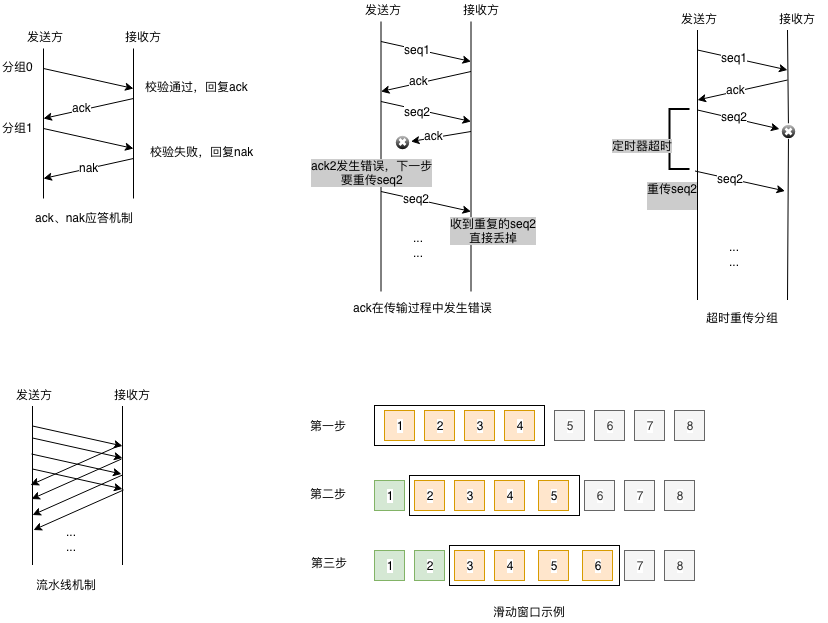 发送方
接收方
分组0
校验通过，回复ack
ack
分组1
校验失败，回复nak
nak
ack、nak应答机制
发送方
接收方
seq1
ack
seq2
ack
ack2发生错误，下一步
要重传seq2
seq2
收到重复的seq2
直接丢掉
...
...
ack在传输过程中发生错误
发送方
接收方
seq1
ack
seq2
定时器超时
seq2
重传seq2
...
...
超时重传分组
发送方
接收方
...
...
流水线机制
第一步 1 2 3 4 5 6 7 8
第二步 1 2 3 4 5 6 7 8
第三步 1 2 3 4 5 6 7 8
滑动窗口示例